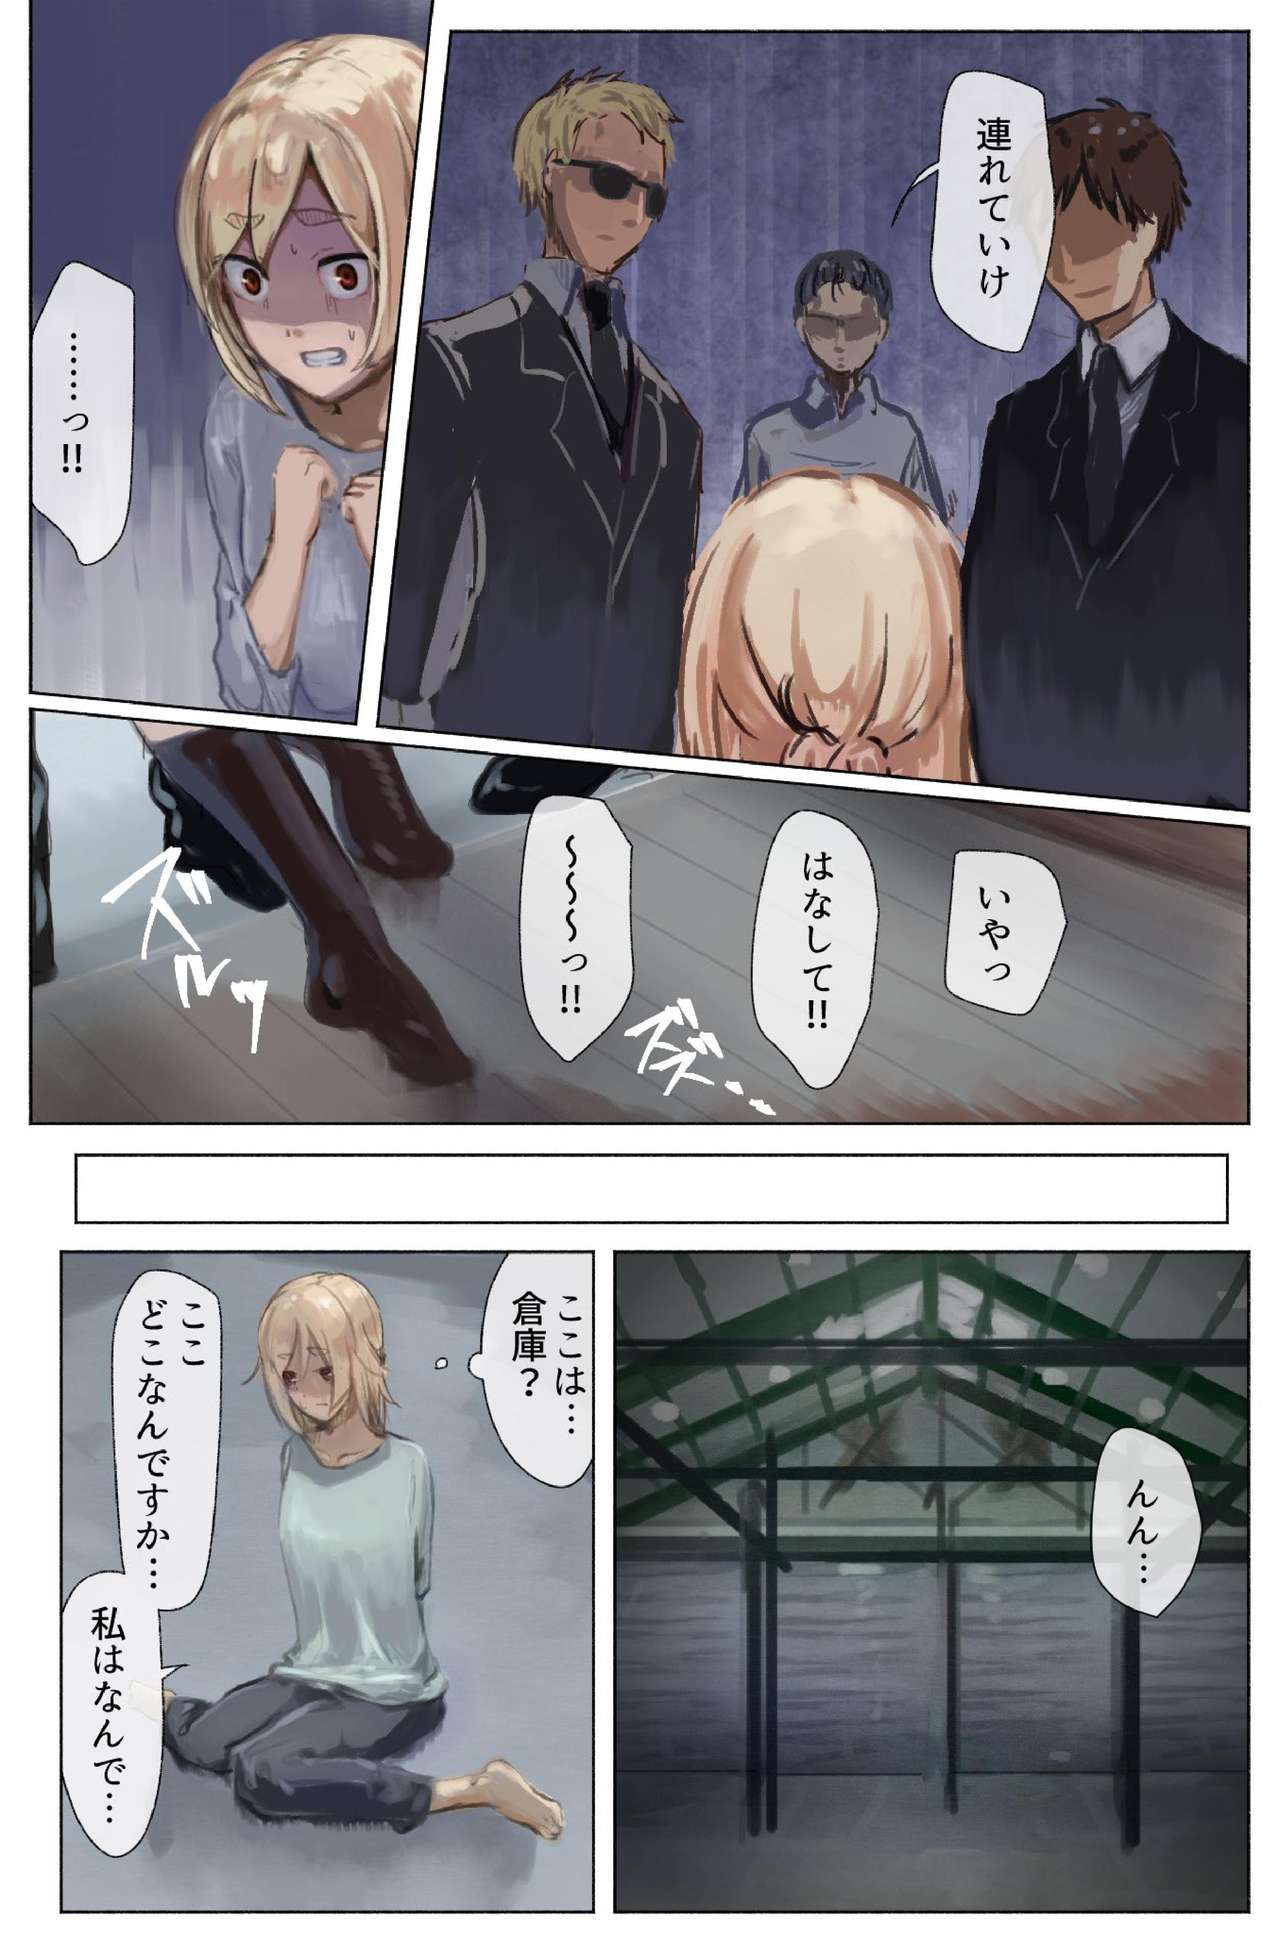 連れていけ
……っ!!
いやっ
はなして!!
～～～っ!!
ズズ…
ズルッ
んん…
ここは…
倉庫？
ここ
どこなんですか…
私はなんで…